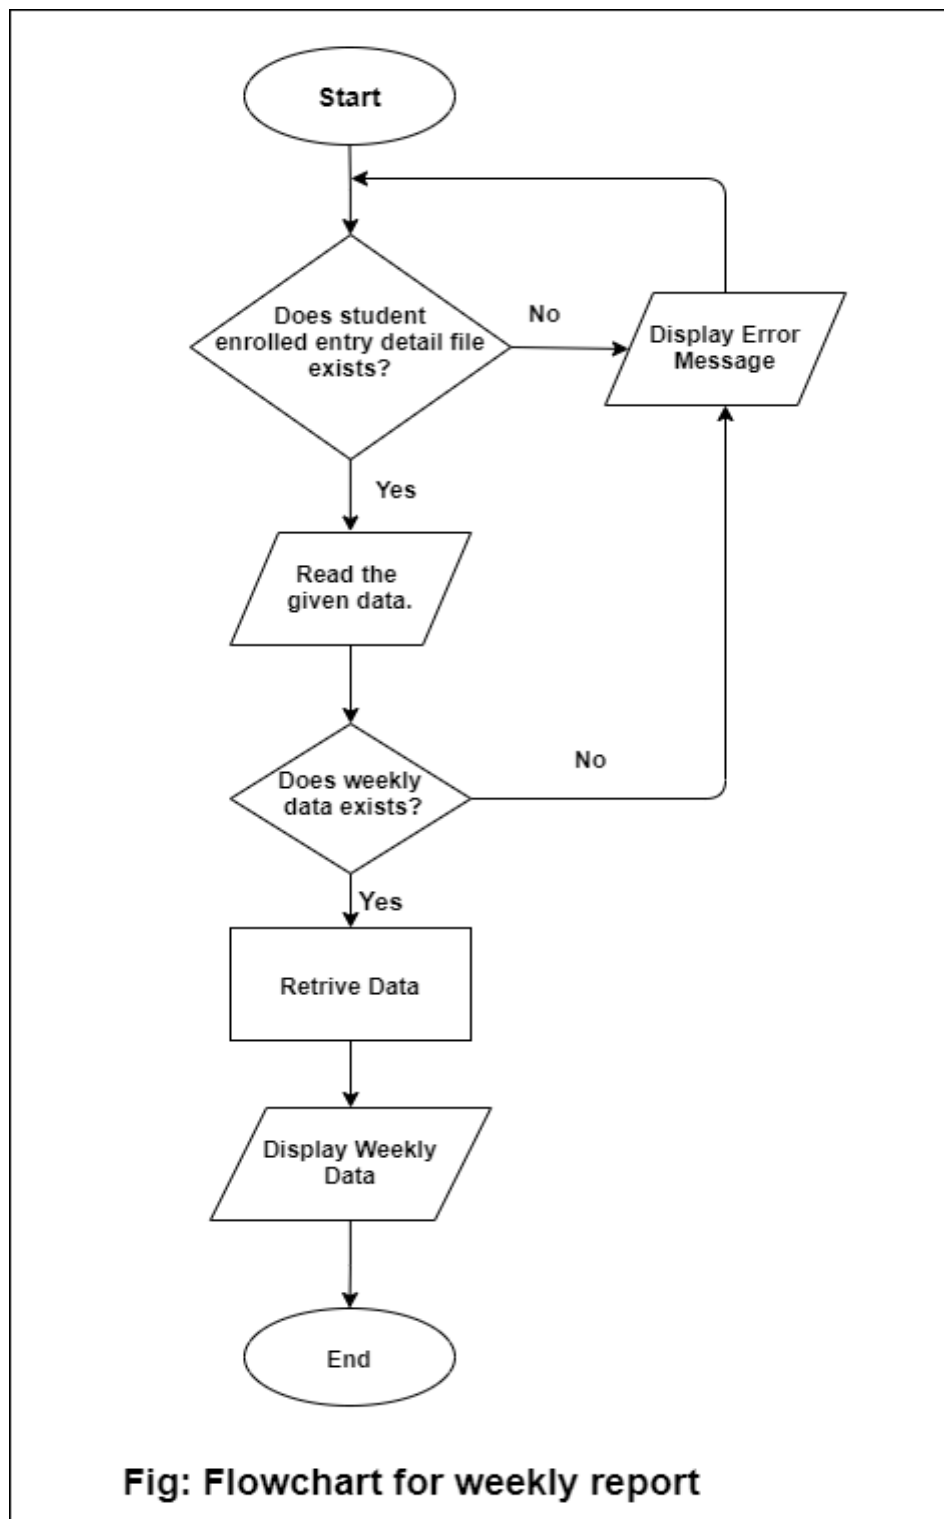 Start
Does student
enrolled entry detail file
exists?
No
Display Error
Message
Yes
Read the
given data.
Does weekly
data exists?
No
Yes
Retrive Data
Display Weekly
Data
End
Fig: Flowchart for weekly report